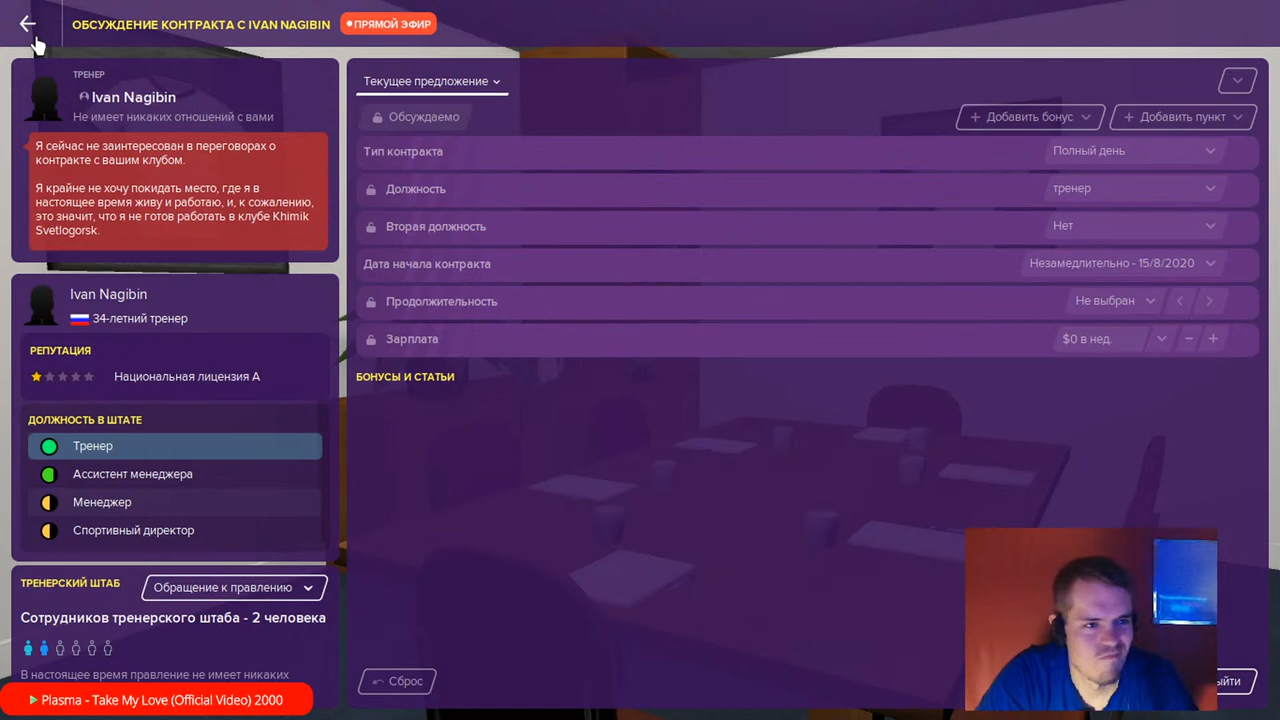 ОБСУЖДЕНИЕ КОНТРАКТА С IVAN NAGIBIN
ПРЯМОЙ ЭФИР
ТРЕНЕР
Ivan Nagibin
Не имеет никаких отношений с вами
Я сейчас не заинтересован в переговорах о
контракте с вашим клубом.
Я крайне не хочу покидать место, где я в
настоящее время живу и работаю, и, к сожалению,
это значит, что я не готов работать в клубе Khimik
Svetlogorsk.
Ivan Nagibin
34-летний тренер
РЕПУТАЦИЯ
Национальная лицензия A
ДОЛЖНОСТЬ В ШТАТЕ
Тренер
Ассистент менеджера
Менеджер
Спортивный директор
ТРЕНЕРСКИЙ ШТАБ
Обращение к правлению
Сотрудников тренерского штаба - 2 человека
В настоящее время правление не имеет никаких
Plasma - Take My Love (Official Video) 2000
Текущее предложение
Обсуждаемо
Добавить бонус
Добавить пункт
Тип контракта
Полный день
Должность
тренер
Вторая должность
Нет
Дата начала контракта
Незамедлительно - 15/8/2020
Продолжительность
Не выбран
Зарплата
$0 в нед.
БОНУСЫ И СТАТЬИ
Сброс